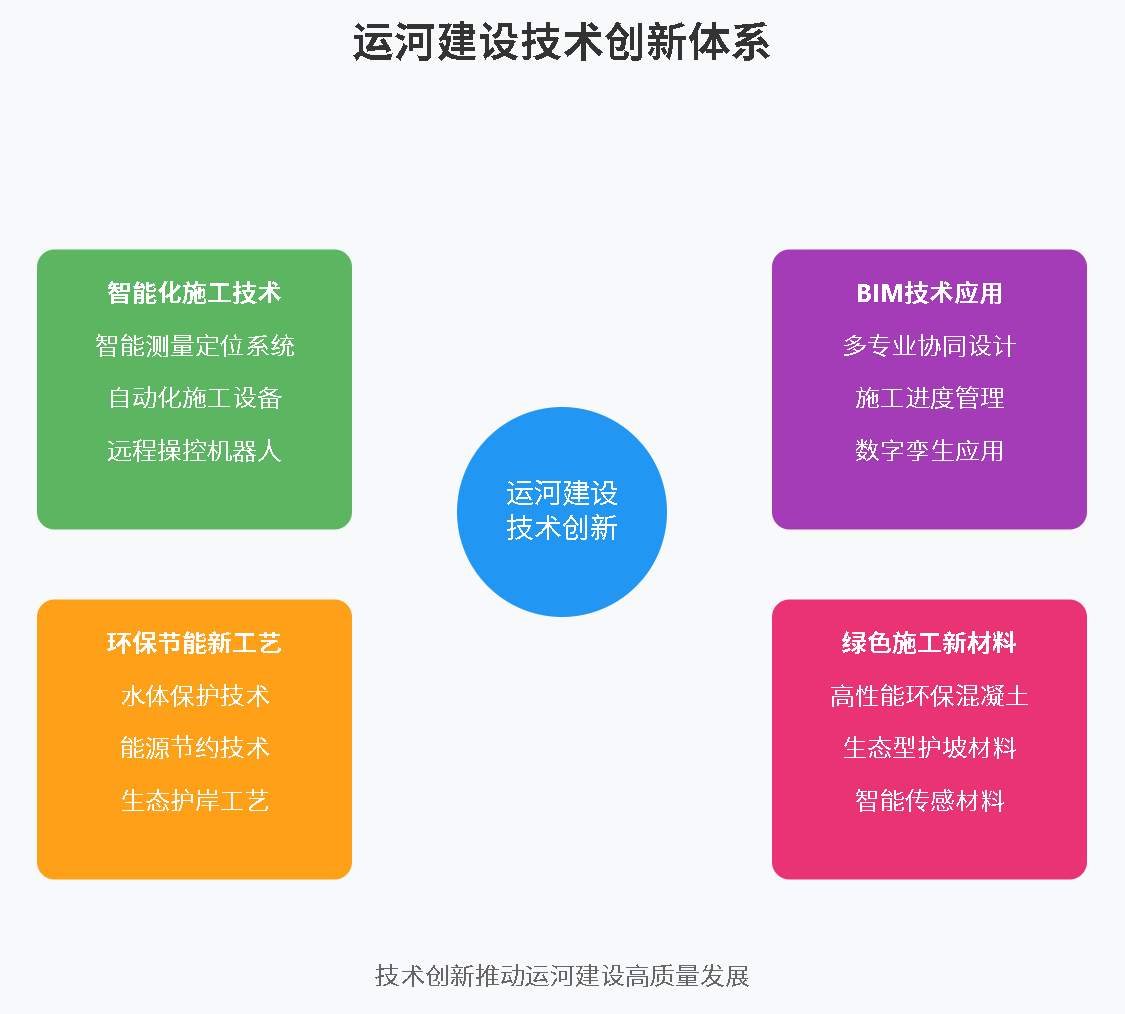 运河建设技术创新体系
智能化施工技术
智能测量定位系统
自动化施工设备
远程操控机器人
BIM技术应用
多专业协同设计
施工进度管理
数字孪生应用
运河建设
技术创新
环保节能新工艺
水体保护技术
能源节约技术
生态护岸工艺
绿色施工新材料
高性能环保混凝土
生态型护坡材料
智能传感材料
技术创新推动运河建设高质量发展